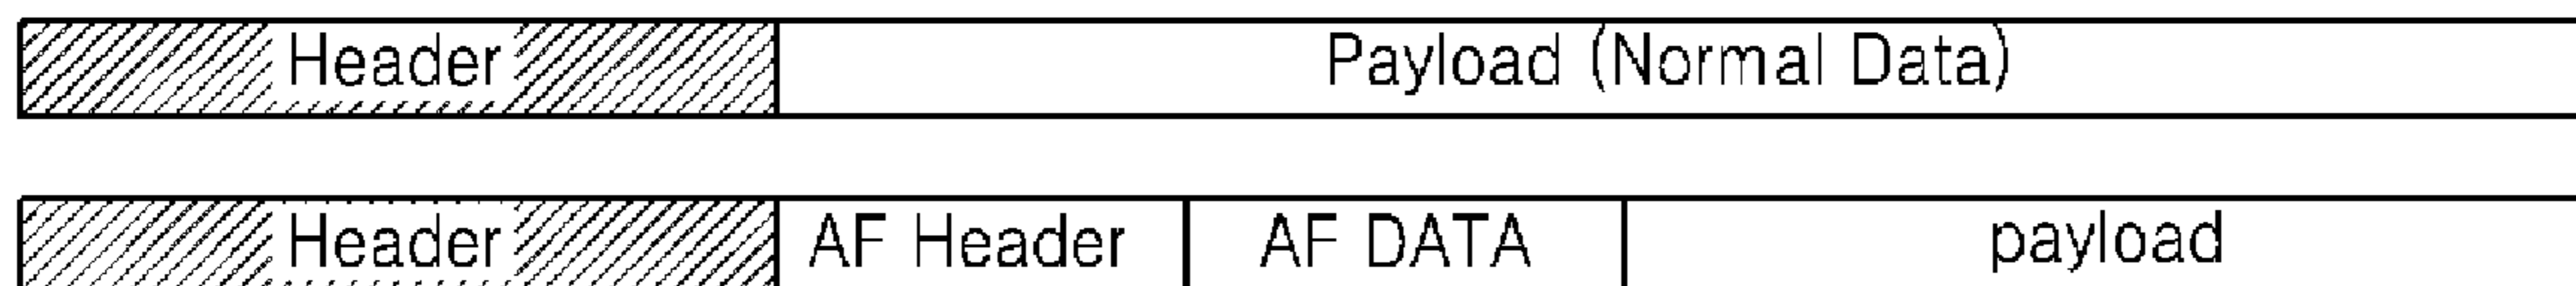 Header Payload (Normal Data)
Header AF Header AF DATA payload